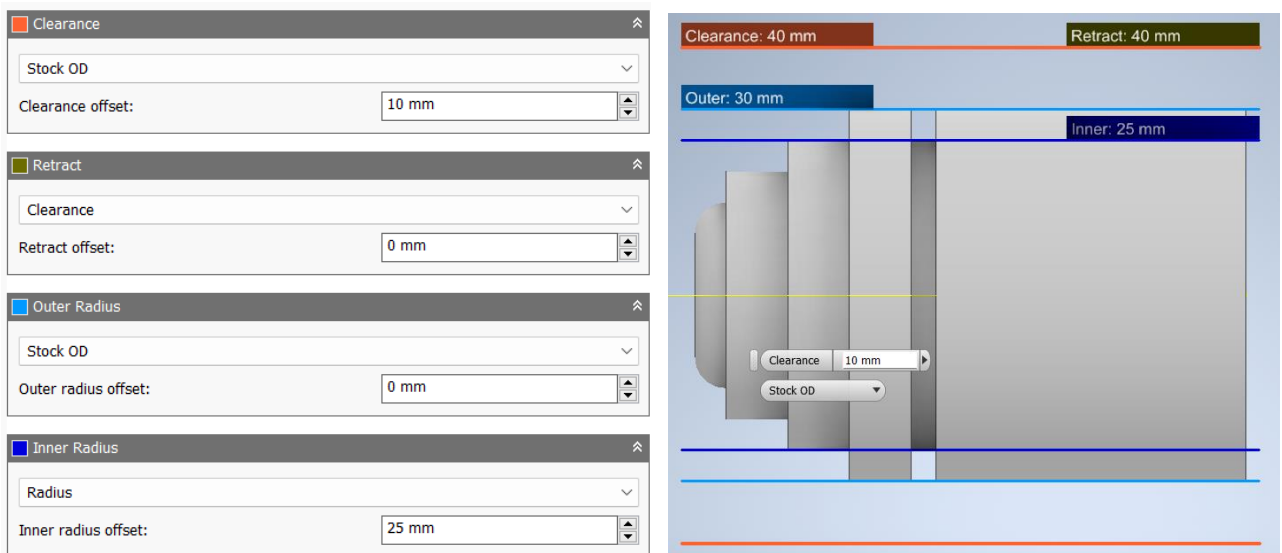 Clearance
Stock OD
Clearance offset: 10 mm
Retract
Clearance
Retract offset: 0 mm
Outer Radius
Stock OD
Outer radius offset: 0 mm
Inner Radius
Radius
Inner radius offset: 25 mm
Clearance: 40 mm
Retract: 40 mm
Outer: 30 mm
Inner: 25 mm
Clearance 10 mm
Stock OD